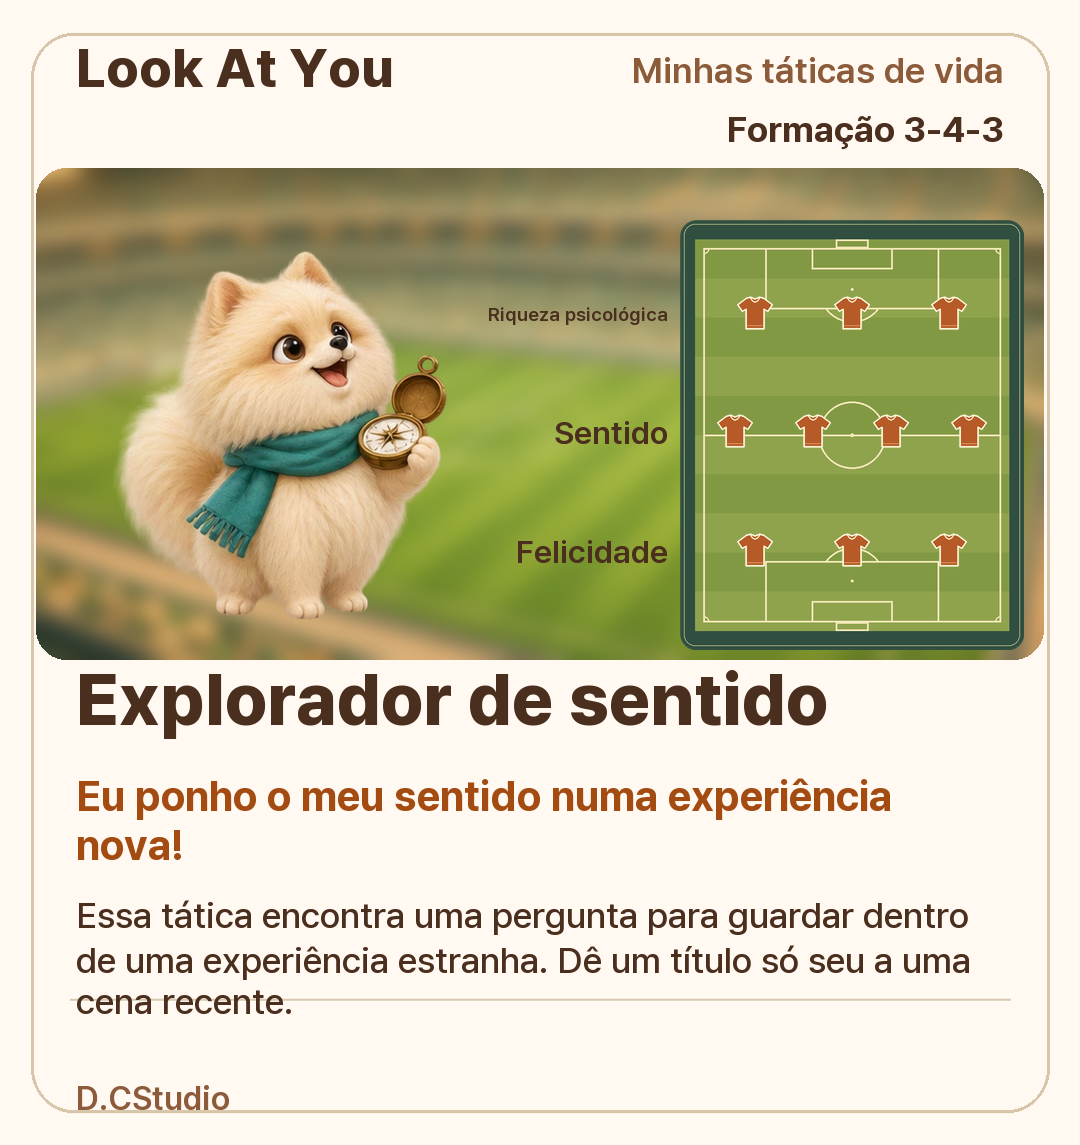 Look At You
Minhas táticas de vida
Formação 3-4-3
Riqueza psicológica
Sentido
Felicidade
Explorador de sentido
Eu ponho o meu sentido numa experiência
nova!
Essa tática encontra uma pergunta para guardar dentro
de uma experiência estranha. Dê um título só seu a uma
cena recente.
D.CStudio